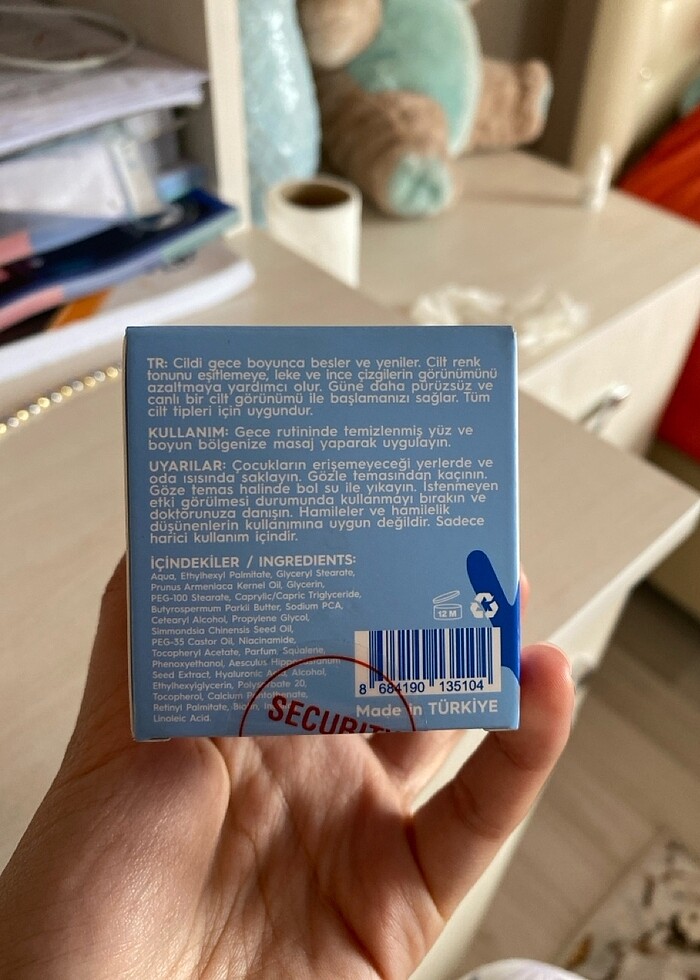 TR: Cildi gece boyunca besler ve yeniler. Cilt renk
tonunu eşitlemeye, leke ve ince çizgilerin görünümünü
azaltmaya yardımcı olur. Güne daha pürüzsüz ve
canlı bir cilt görünümü ile başlamanızı sağlar. Tüm
cilt tipleri için uygundur.
KULLANIM: Gece rutininde temizlenmiş yüz ve
boyun bölgenize masaj yaparak uygulayın.
UYARILAR: Çocukların erişemeyeceği yerlerde ve
oda ısısında saklayın. Gözle temasından kaçının.
Göze temas halinde bol su ile yıkayın. İstenmeyen
etki görülmesi durumunda kullanmayı bırakın ve
doktorunuza danışın. Hamileler ve hamilelik
düşünenlerin kullanımına uygun değildir. Sadece
harici kullanım içindir.
İÇİNDEKİLER / INGREDIENTS:
Aqua, Ethylhexyl Palmitate, Glyceryl Stearate,
Prunus Armeniaca Kernel Oil, Glycerin,
PEG-100 Stearate, Caprylic/Capric Triglyceride,
Butyrospermum Parkii Butter, Sodium PCA,
Cetearyl Alcohol, Propylene Glycol,
Simmondsia Chinensis Seed Oil,
PEG-35 Castor Oil, Niacinamide,
Tocopheryl Acetate, Parfum, Squalene,
Phenoxyethanol, Aesculus Hippocastanum
Seed Extract, Hyaluronic Acid, Alcohol,
Ethylhexylglycerin, Polysorbate 20,
Tocopherol, Calcium Pantothenate,
Retinyl Palmitate, Biotin,
Linoleic Acid.
12 M
8 684190 135104
Made in TÜRKİYE
SECURITY